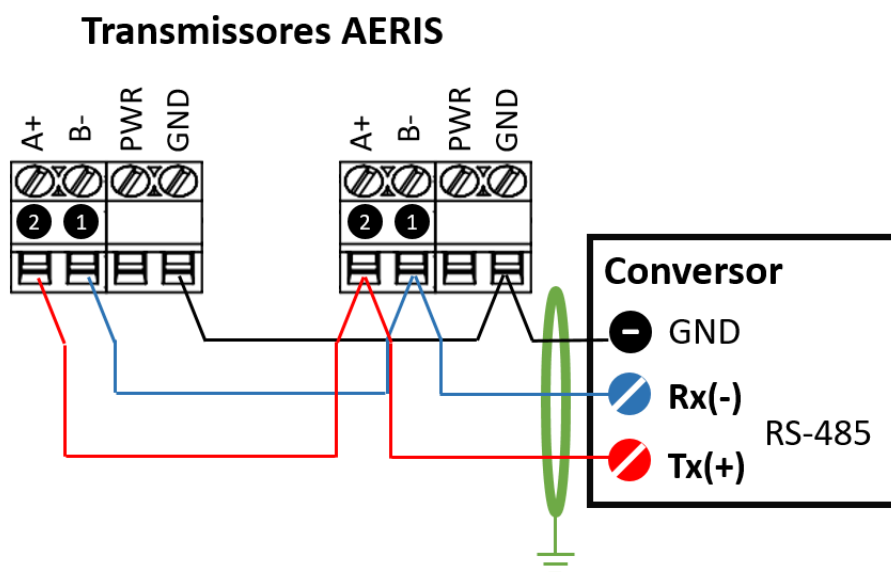 Transmissores AERIS
A+ B- PWR GND
A+ B- PWR GND
2 1
2 1
Conversor
- GND
Rx(-)
RS-485
Tx(+)